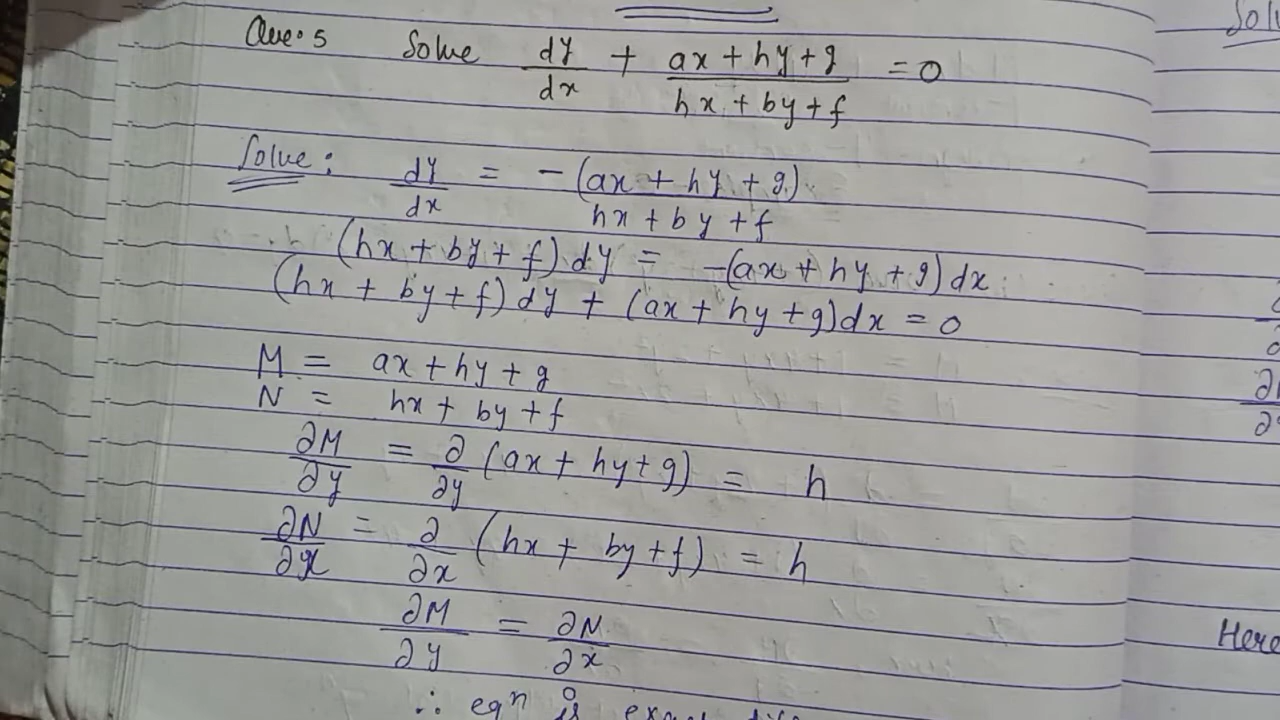 Que. 5 Solve dy/dx + (ax + hy + g)/(hx + by + f) = 0
Solve : dy/dx = -(ax + hy + g)/(hx + by + f)
(hx + by + f) dy = -(ax + hy + g) dx
(hx + by + f) dy + (ax + hy + g) dx = 0
M = ax + hy + g
N = hx + by + f
∂M/∂y = ∂/∂y (ax + hy + g) = h
∂N/∂x = ∂/∂x (hx + by + f) = h
∂M/∂y = ∂N/∂x
∴ eqn is
Here